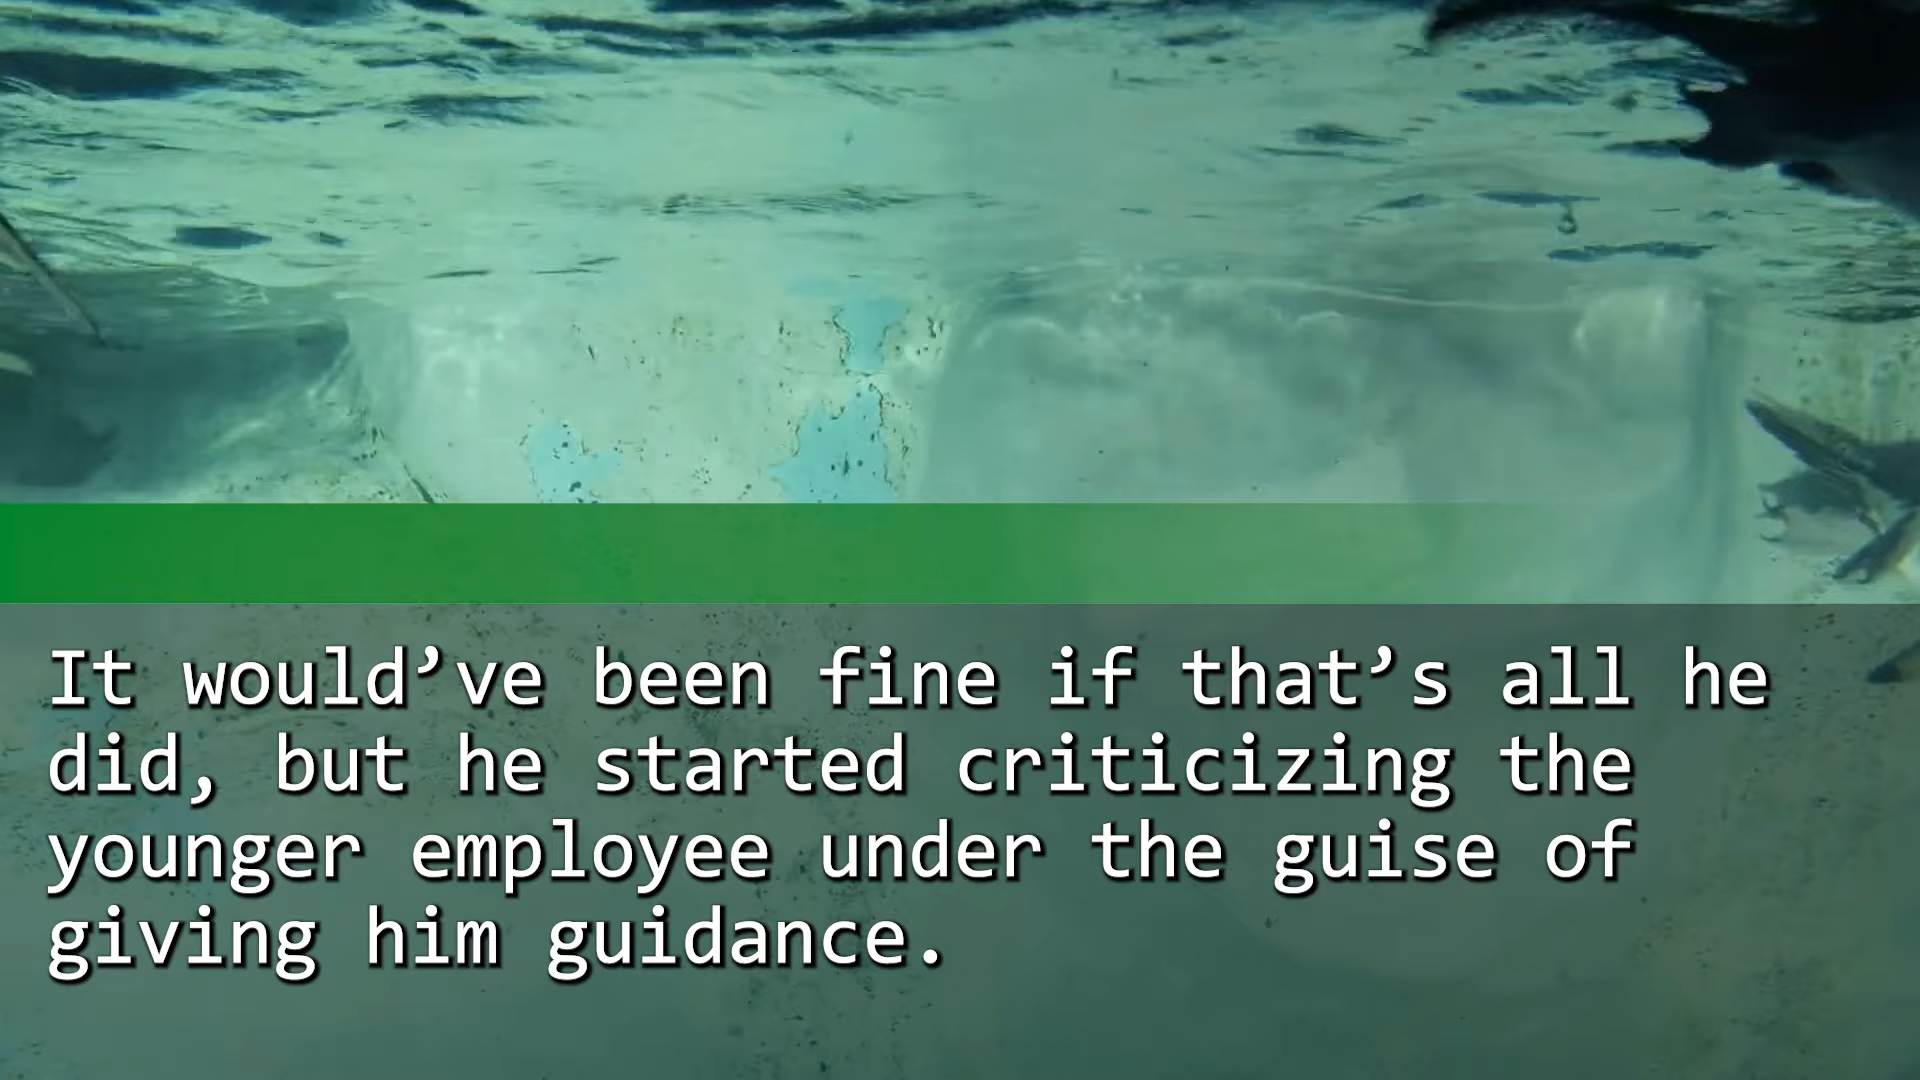 It would’ve been fine if that’s all he
did, but he started criticizing the
younger employee under the guise of
giving him guidance.